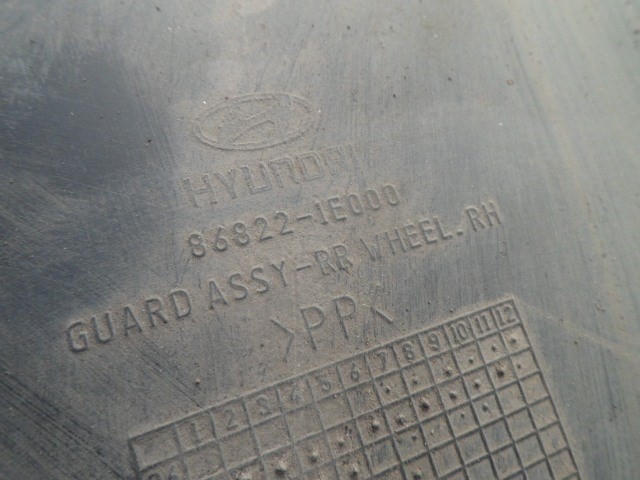 HYUNDAI
86822-1E000
GUARD ASSY-RR WHEEL.RH
>PP<
1 2 3 4 5 6 7 8 9 10 11 12
06